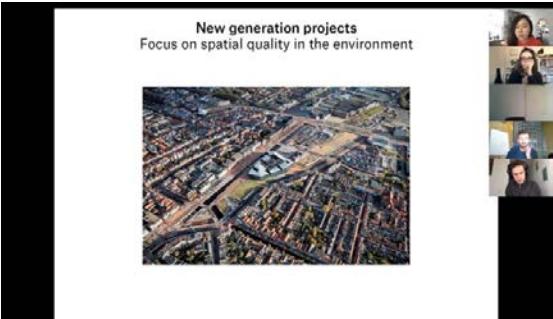 New generation projects
Focus on spatial quality in the environment